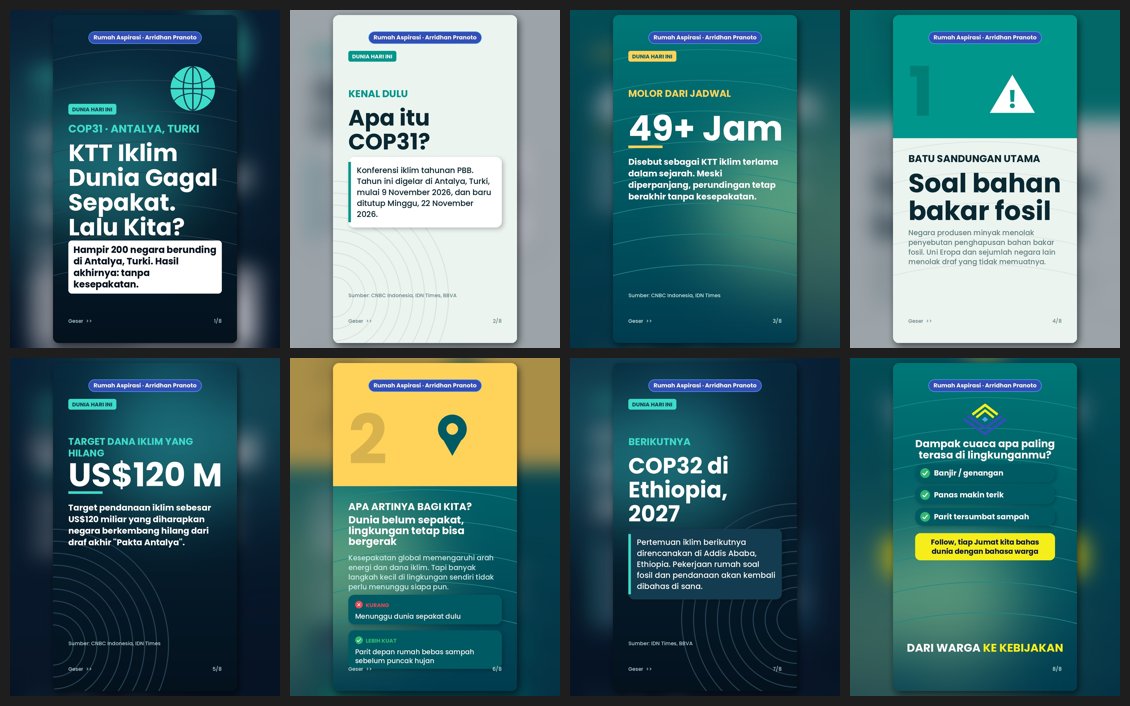 Rumah Aspirasi · Arridhan Pranoto
DUNIA HARI INI
COP31 · ANTALYA, TURKI
KTT Iklim
Dunia Gagal
Sepakat.
Lalu Kita?
Hampir 200 negara berunding
di Antalya, Turki. Hasil
akhirnya: tanpa
kesepakatan.
Geser >>
1/8
Rumah Aspirasi · Arridhan Pranoto
DUNIA HARI INI
KENAL DULU
Apa itu
COP31?
Konferensi iklim tahunan PBB.
Tahun ini digelar di Antalya, Turki,
mulai 9 November 2026, dan baru
ditutup Minggu, 22 November
2026.
Sumber: CNBC Indonesia, IDN Times, BBVA
Geser >>
2/8
Rumah Aspirasi · Arridhan Pranoto
DUNIA HARI INI
MOLOR DARI JADWAL
49+ Jam
Disebut sebagai KTT iklim terlama
dalam sejarah. Meski
diperpanjang, perundingan tetap
berakhir tanpa kesepakatan.
Sumber: CNBC Indonesia, IDN Times
Geser >>
3/8
Rumah Aspirasi · Arridhan Pranoto
1
BATU SANDUNGAN UTAMA
Soal bahan
bakar fosil
Negara produsen minyak menolak
penyebutan penghapusan bahan bakar
fosil. Uni Eropa dan sejumlah negara lain
menolak draf yang tidak memuatnya.
Geser >>
4/8
Rumah Aspirasi · Arridhan Pranoto
DUNIA HARI INI
TARGET DANA IKLIM YANG
HILANG
US$120 M
Target pendanaan iklim sebesar
US$120 miliar yang diharapkan
negara berkembang hilang dari
draf akhir "Pakta Antalya".
Sumber: CNBC Indonesia, IDN Times
Geser >>
5/8
Rumah Aspirasi · Arridhan Pranoto
2
APA ARTINYA BAGI KITA?
Dunia belum sepakat,
lingkungan tetap bisa
bergerak
Kesepakatan global memengaruhi arah
energi dan dana iklim. Tapi banyak
langkah kecil di lingkungan sendiri tidak
perlu menunggu siapa pun.
KURANG
Menunggu dunia sepakat dulu
LEBIH KUAT
Parit depan rumah bebas sampah
sebelum puncak hujan
Geser >>
6/8
Rumah Aspirasi · Arridhan Pranoto
DUNIA HARI INI
BERIKUTNYA
COP32 di
Ethiopia,
2027
Pertemuan iklim berikutnya
direncanakan di Addis Ababa,
Ethiopia. Pekerjaan rumah soal
fosil dan pendanaan akan kembali
dibahas di sana.
Sumber: IDN Times, BBVA
Geser >>
7/8
Rumah Aspirasi · Arridhan Pranoto
Dampak cuaca apa paling
terasa di lingkunganmu?
Banjir / genangan
Panas makin terik
Parit tersumbat sampah
Follow, tiap Jumat kita bahas
dunia dengan bahasa warga
DARI WARGA KE KEBIJAKAN
8/8